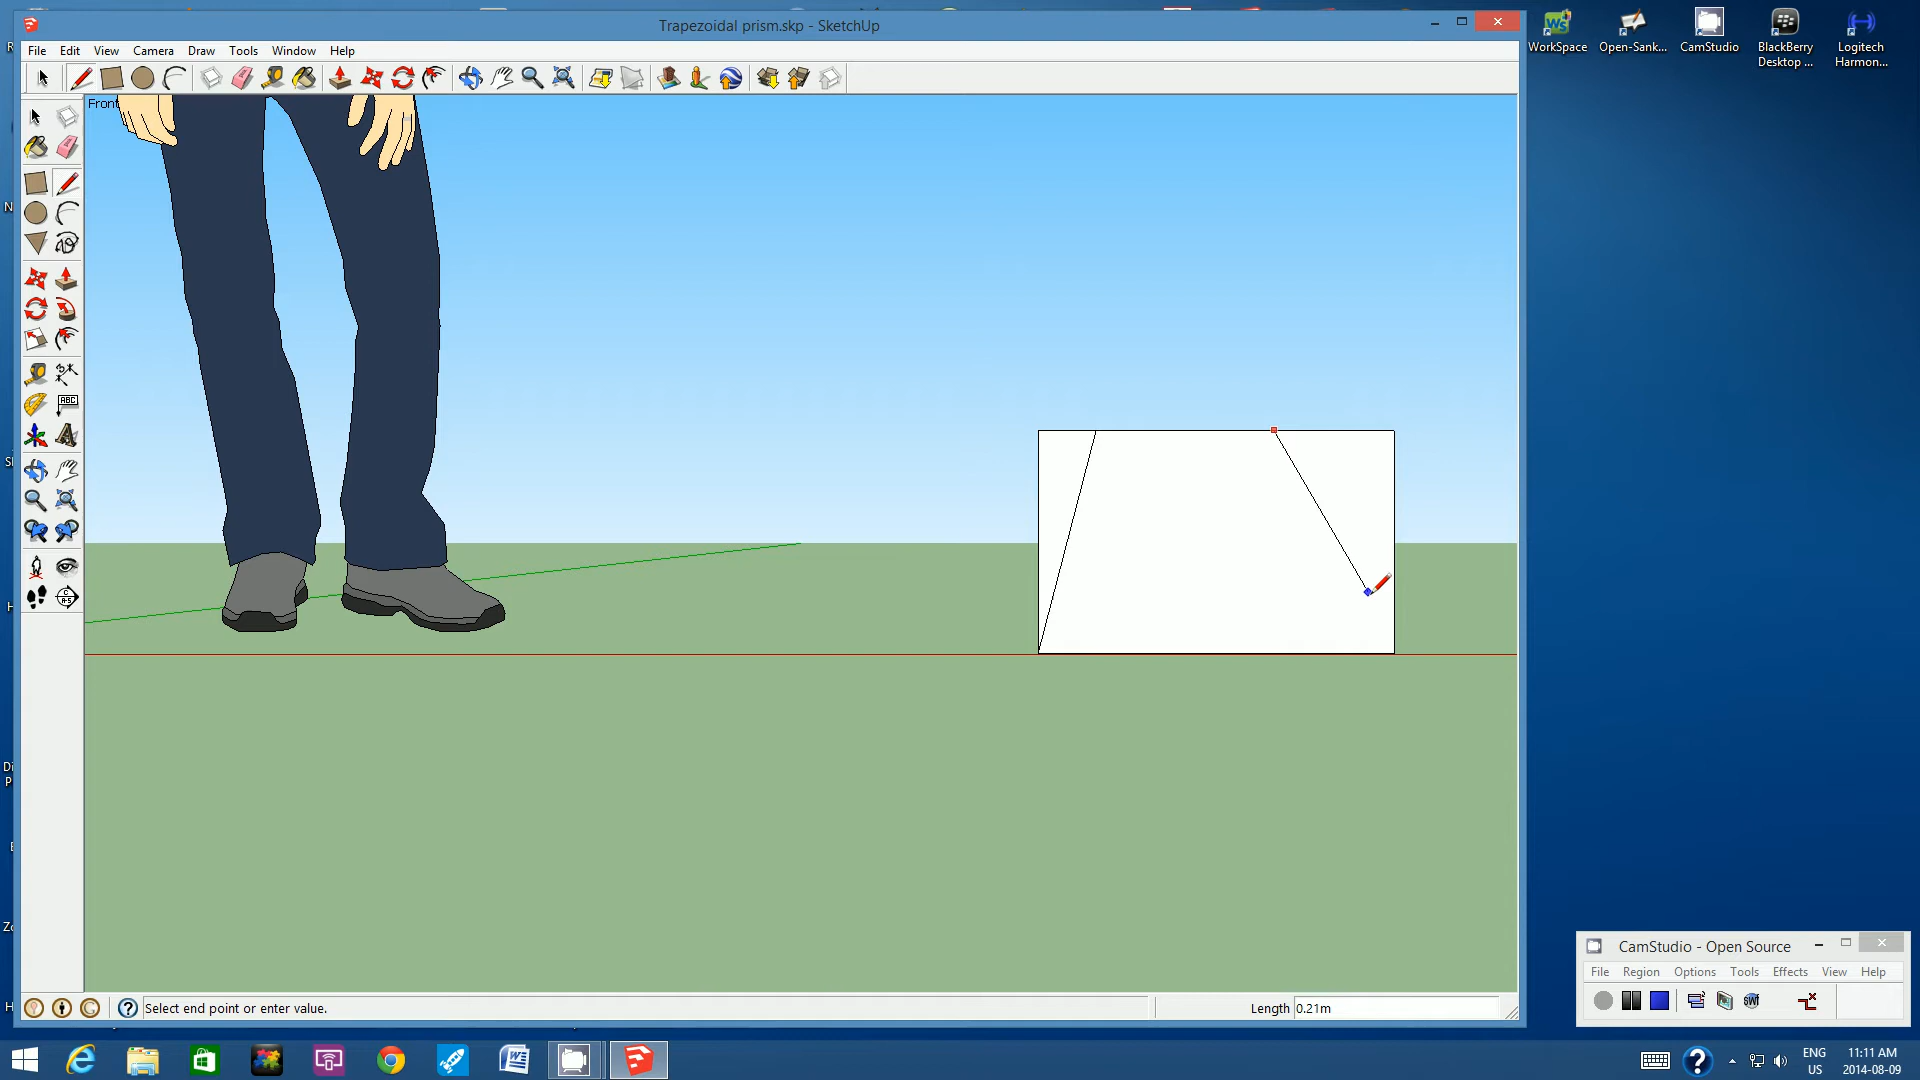 Trapezoidal prism.skp - SketchUp
File Edit View Camera Draw Tools Window Help
Front
ABC
Select end point or enter value.
Length 0.21m
WorkSpace
Open-Sank...
CamStudio
BlackBerry
Desktop ...
Logitech
Harmon...
CamStudio - Open Source
File Region Options Tools Effects View Help
ENG
US
11:11 AM
2014-08-09